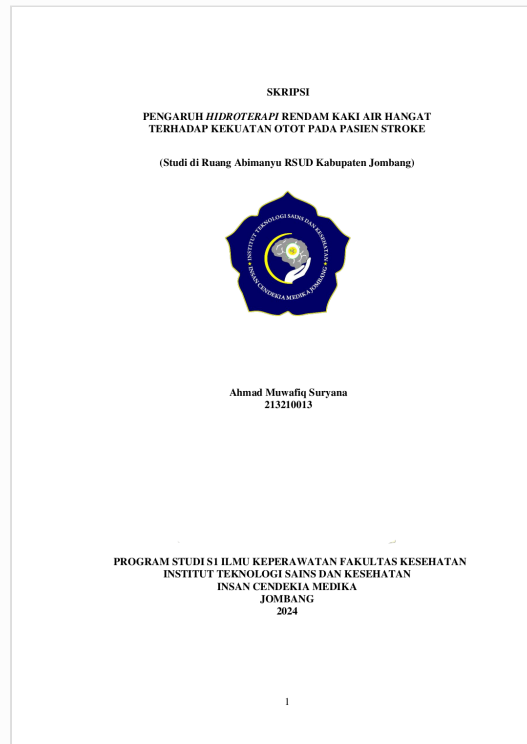 SKRIPSI
PENGARUH HIDROTERAPI RENDAM KAKI AIR HANGAT
TERHADAP KEKUATAN OTOT PADA PASIEN STROKE
(Studi di Ruang Abimanyu RSUD Kabupaten Jombang)
INSTITUT TEKNOLOGI SAINS DAN KESEHATAN
INSAN CENDEKIA MEDIKA JOMBANG
Ahmad Muwafiq Suryana
213210013
PROGRAM STUDI S1 ILMU KEPERAWATAN FAKULTAS KESEHATAN
INSTITUT TEKNOLOGI SAINS DAN KESEHATAN
INSAN CENDEKIA MEDIKA
JOMBANG
2024
1